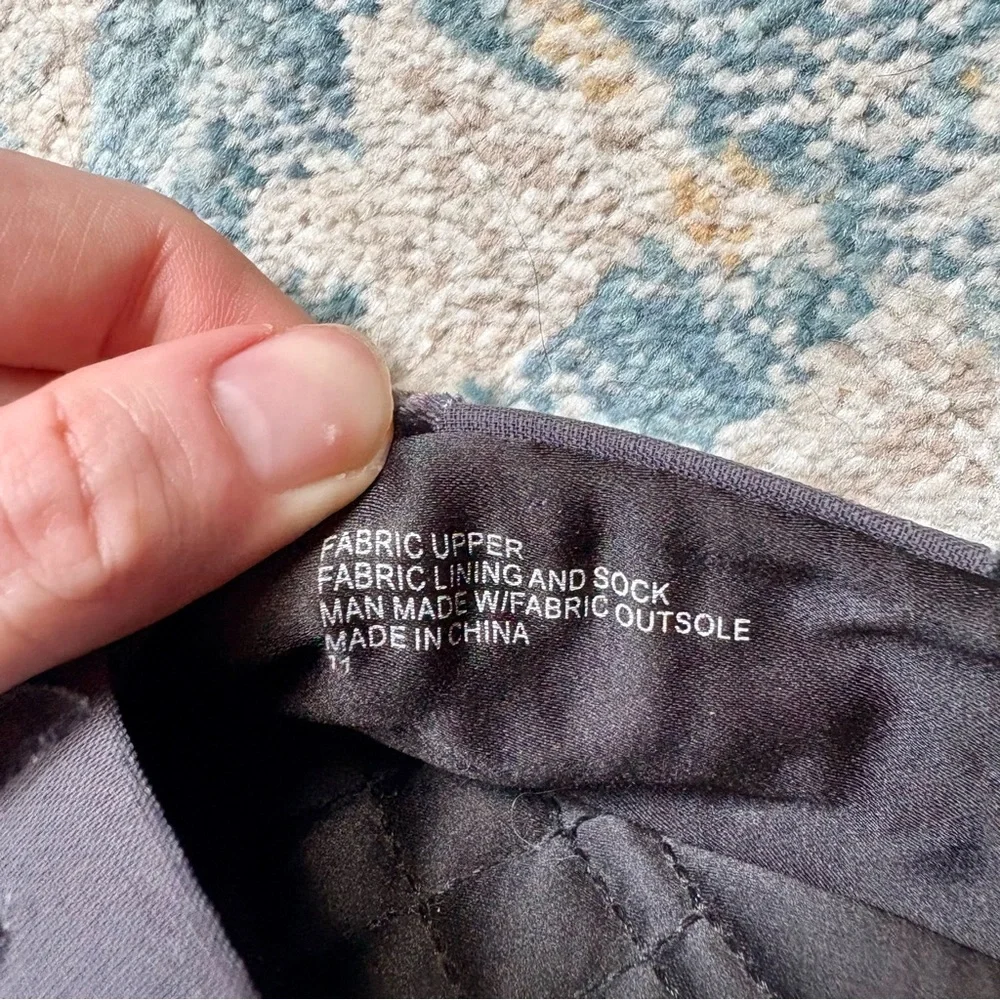 FABRIC UPPER
FABRIC LINING AND SOCK
MAN MADE W/FABRIC OUTSOLE
MADE IN CHINA
11